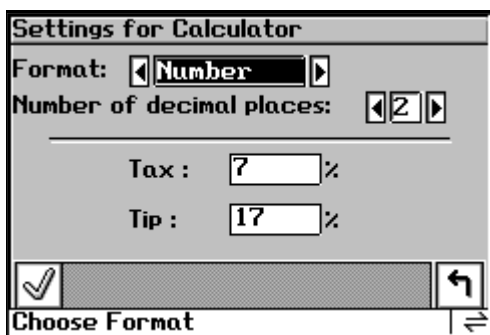 Settings for Calculator
Format: Number
Number of decimal places: 2
Tax : 7 %
Tip : 17 %
Choose Format